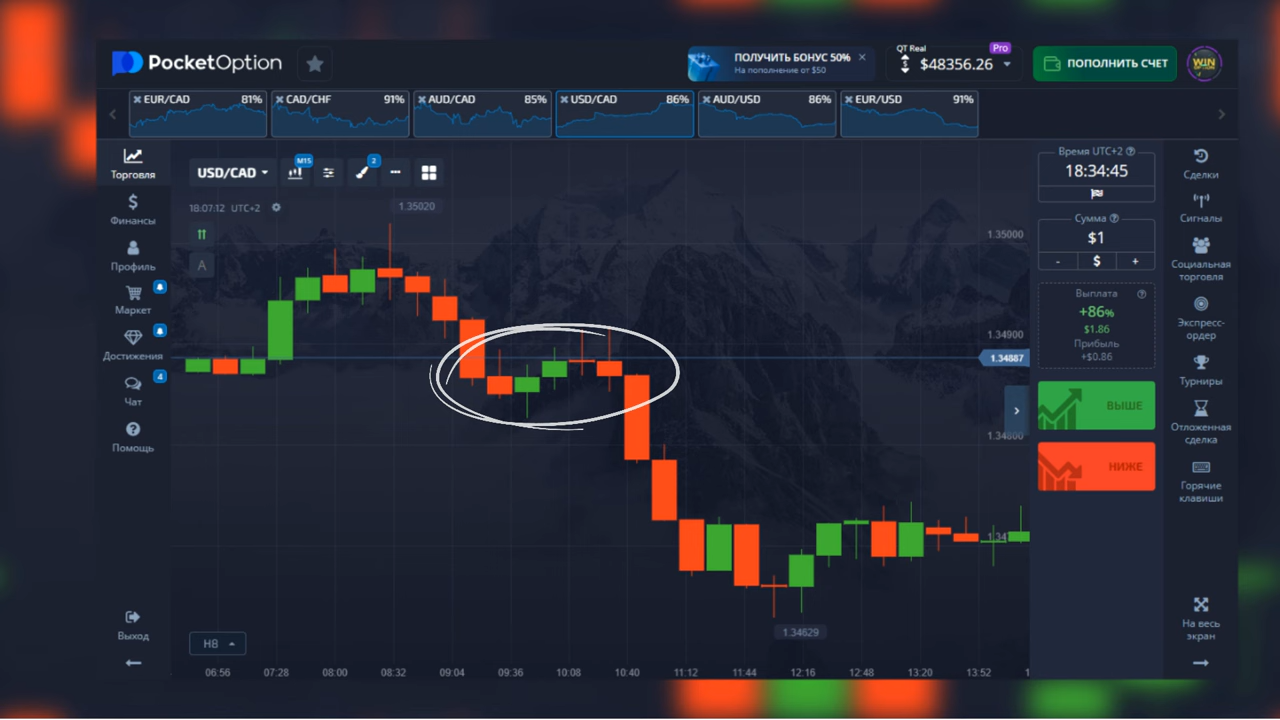 PocketOption
ПОЛУЧИТЬ БОНУС 50%
На пополнение от $50
QT Real
Pro
$48356.26
ПОПОЛНИТЬ СЧЕТ
WIN
EUR/CAD 81%
CAD/CHF 91%
AUD/CAD 85%
USD/CAD 86%
AUD/USD 86%
EUR/USD 91%
Торговля
Финансы
Профиль
Маркет
Достижения
4
Чат
Помощь
Выход
USD/CAD
M15
2
18:07:12 UTC+2
A
1.35020
1.35000
1.34900
1.34887
1.34800
1.347
1.34629
H8
06:56 07:28 08:00 08:32 09:04 09:36 10:08 10:40 11:12 11:44 12:16 12:48 13:20 13:52 1
Время UTC+2
18:34:45
Сумма
$1
- $ +
Выплата
+86%
$1.86
Прибыль
+$0.86
ВЫШЕ
НИЖЕ
Сделки
Сигналы
Социальная
торговля
Экспресс-
ордер
Турниры
Отложенная
сделка
Горячие
клавиши
На весь
экран